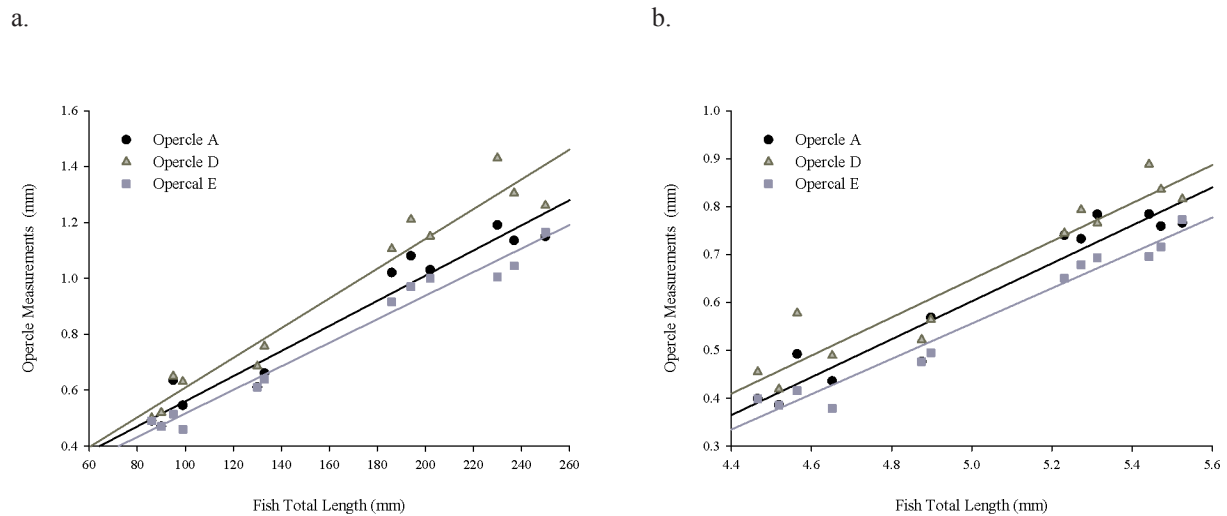 a.
b.
1.6
1.4
1.2
1.0
0.8
0.6
0.4
Opercle Measurements (mm)
Opercle A
Opercle D
Opercal E
60 80 100 120 140 160 180 200 220 240 260
Fish Total Length (mm)
1.0
0.9
0.8
0.7
0.6
0.5
0.4
0.3
Opercle Measurements (mm)
Opercle A
Opercle D
Opercal E
4.4 4.6 4.8 5.0 5.2 5.4 5.6
Fish Total Length (mm)